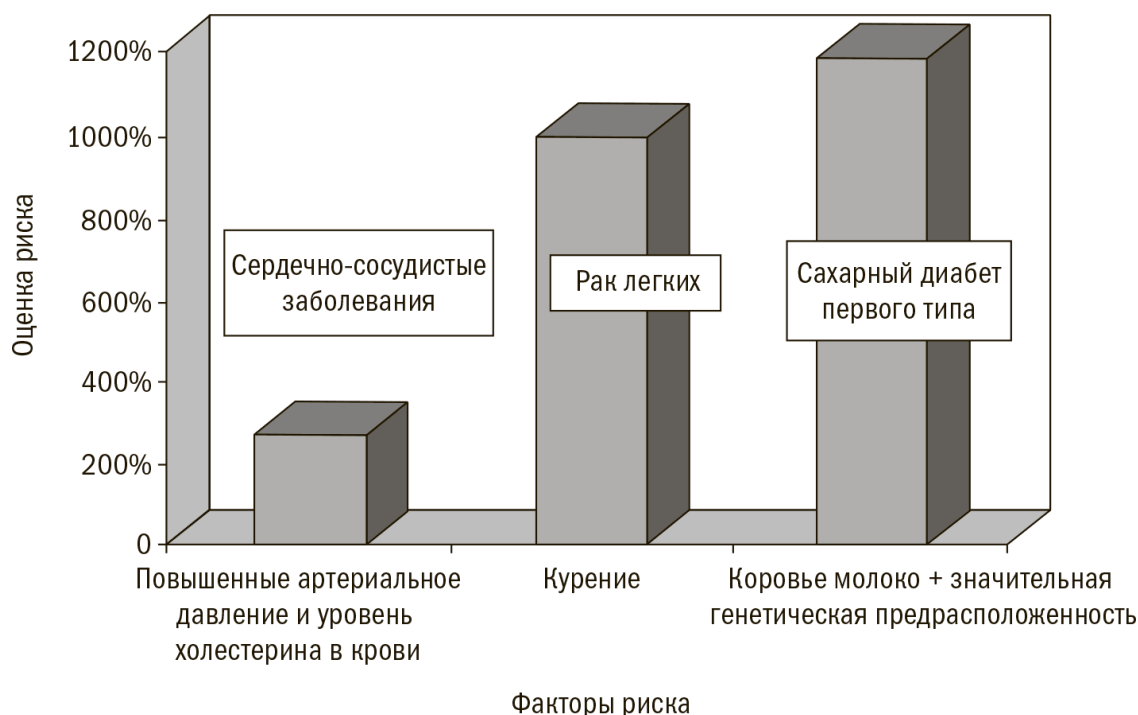 Оценка риска
1200%
1000%
800%
600%
400%
200%
0
Сердечно-сосудистые
заболевания
Рак легких
Сахарный диабет
первого типа
Повышенные артериальное
давление и уровень
холестерина в крови
Курение
Коровье молоко + значительная
генетическая предрасположенность
Факторы риска